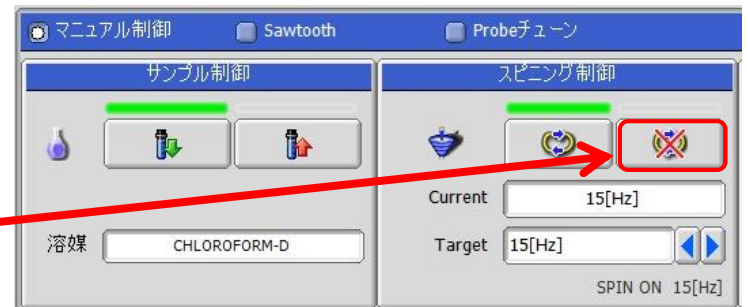 マニュアル制御 Sawtooth Probeチューン
サンプル制御
溶媒 CHLOROFORM-D
スピニング制御
Current 15[Hz]
Target 15[Hz]
SPIN ON 15[Hz]